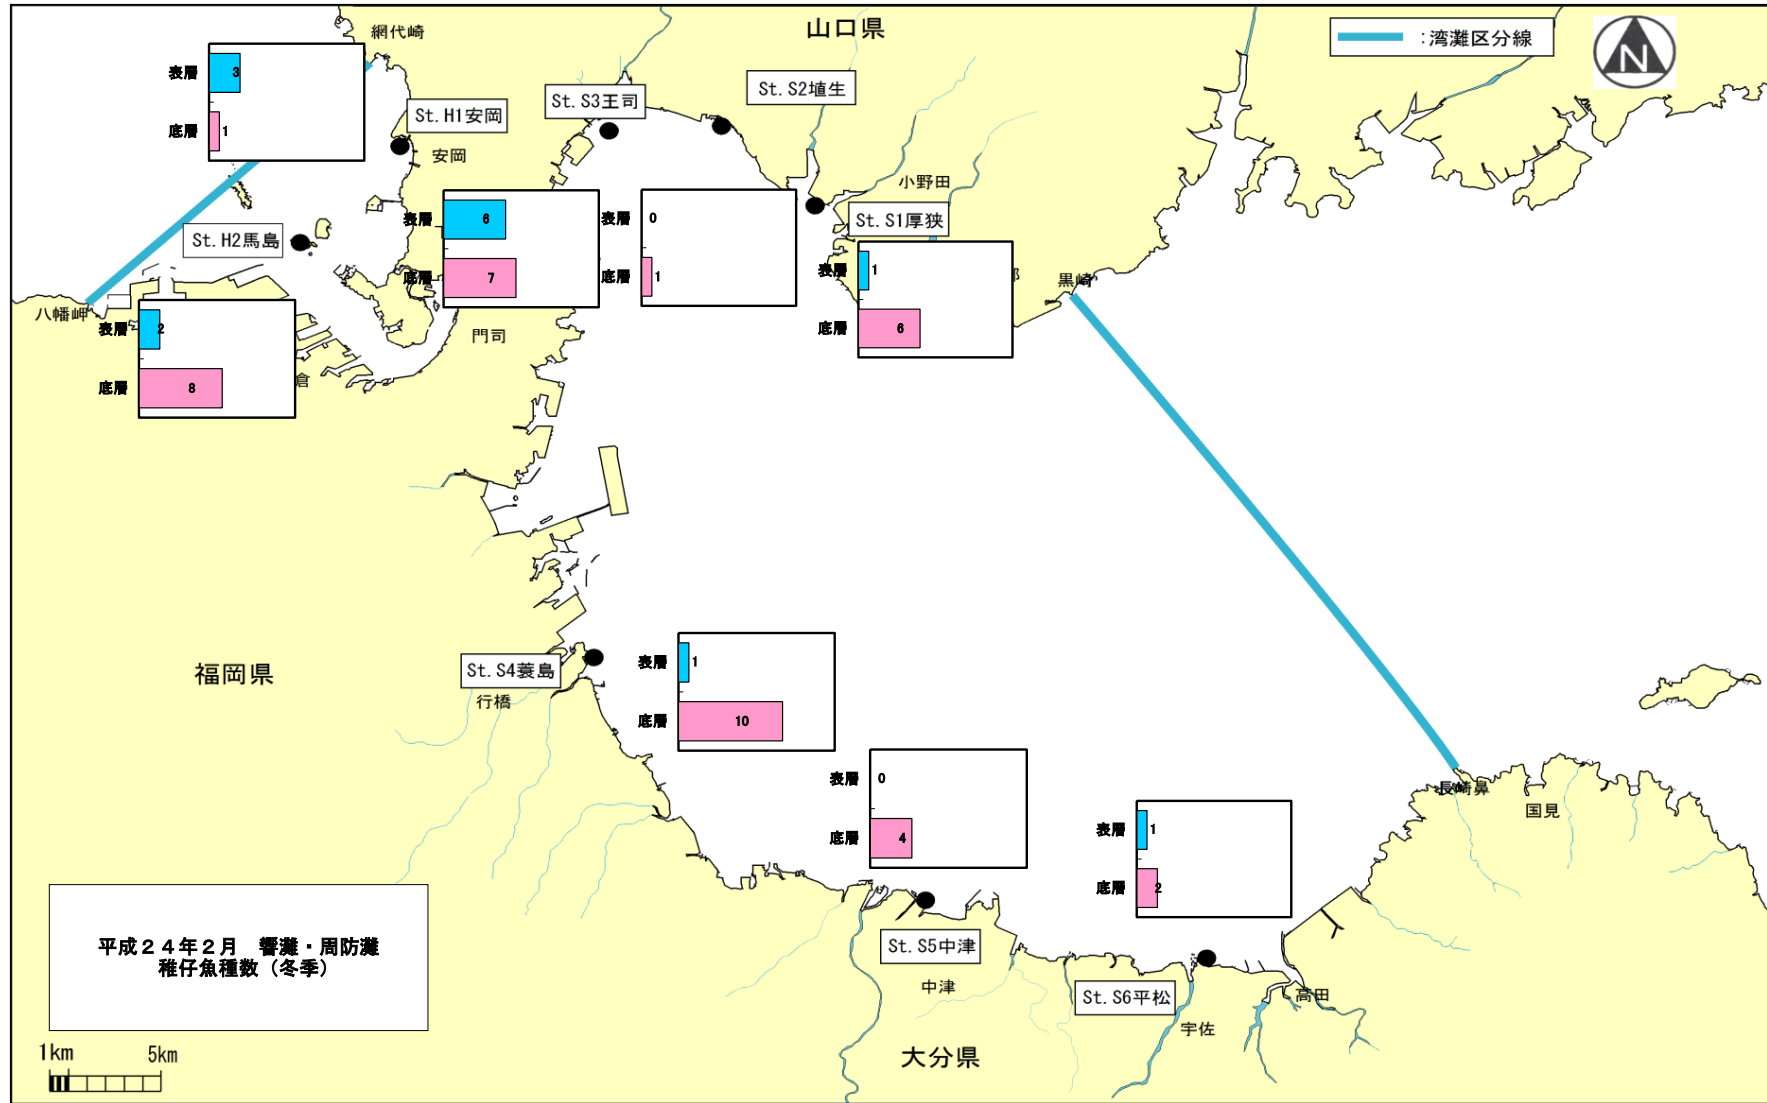 網代崎
山口県
：湾灘区分線
N
表層 3
底層 1
St. H1安岡
安岡
St. S3王司
St. S2埴生
小野田
St. S1厚狭
表層 6
底層 7
表層 0
底層 1
表層 1
底層 6
St. H2馬島
八幡岬
表層 2
底層 8
倉
門司
黒崎
福岡県
St. S4蓑島
行橋
表層 1
底層 10
表層 0
底層 4
表層 1
底層 2
長崎鼻
国見
St. S5中津
中津
St. S6平松
宇佐
高田
大分県
平成２４年２月　響灘・周防灘
稚仔魚種数（冬季）
1km 5km